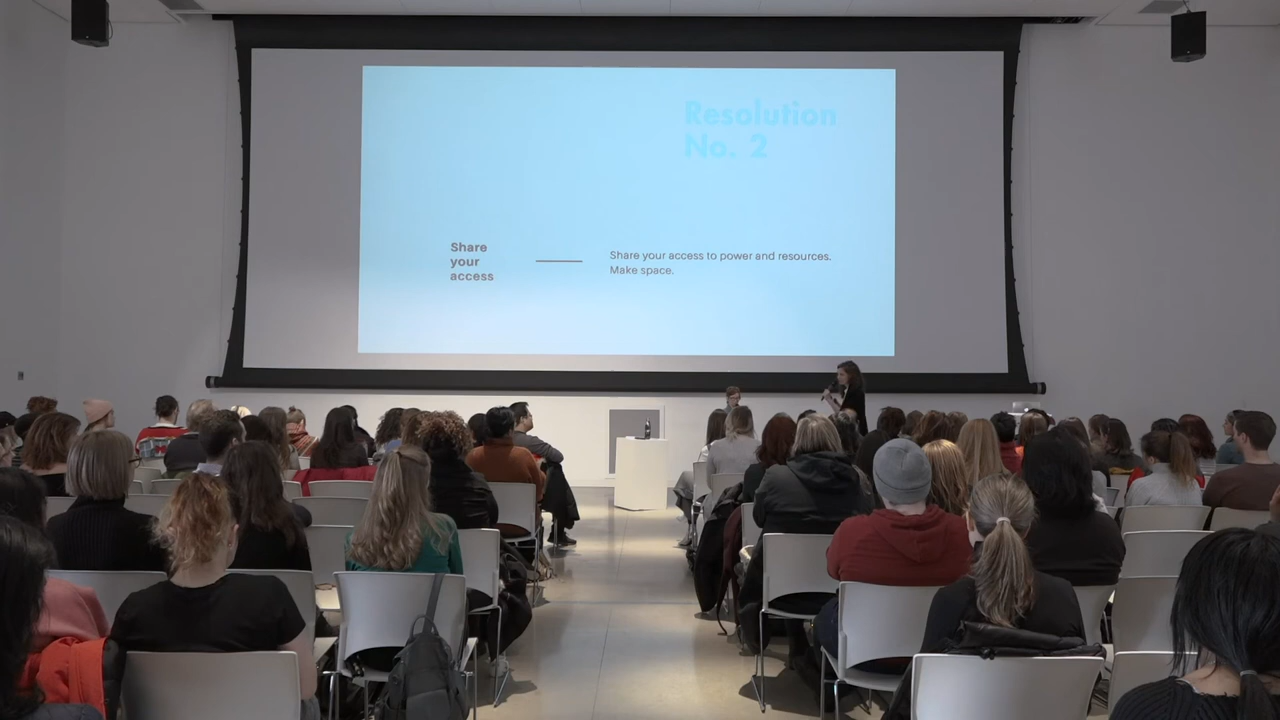 Resolution
No. 2
Share
your
access
Share your access to power and resources.
Make space.